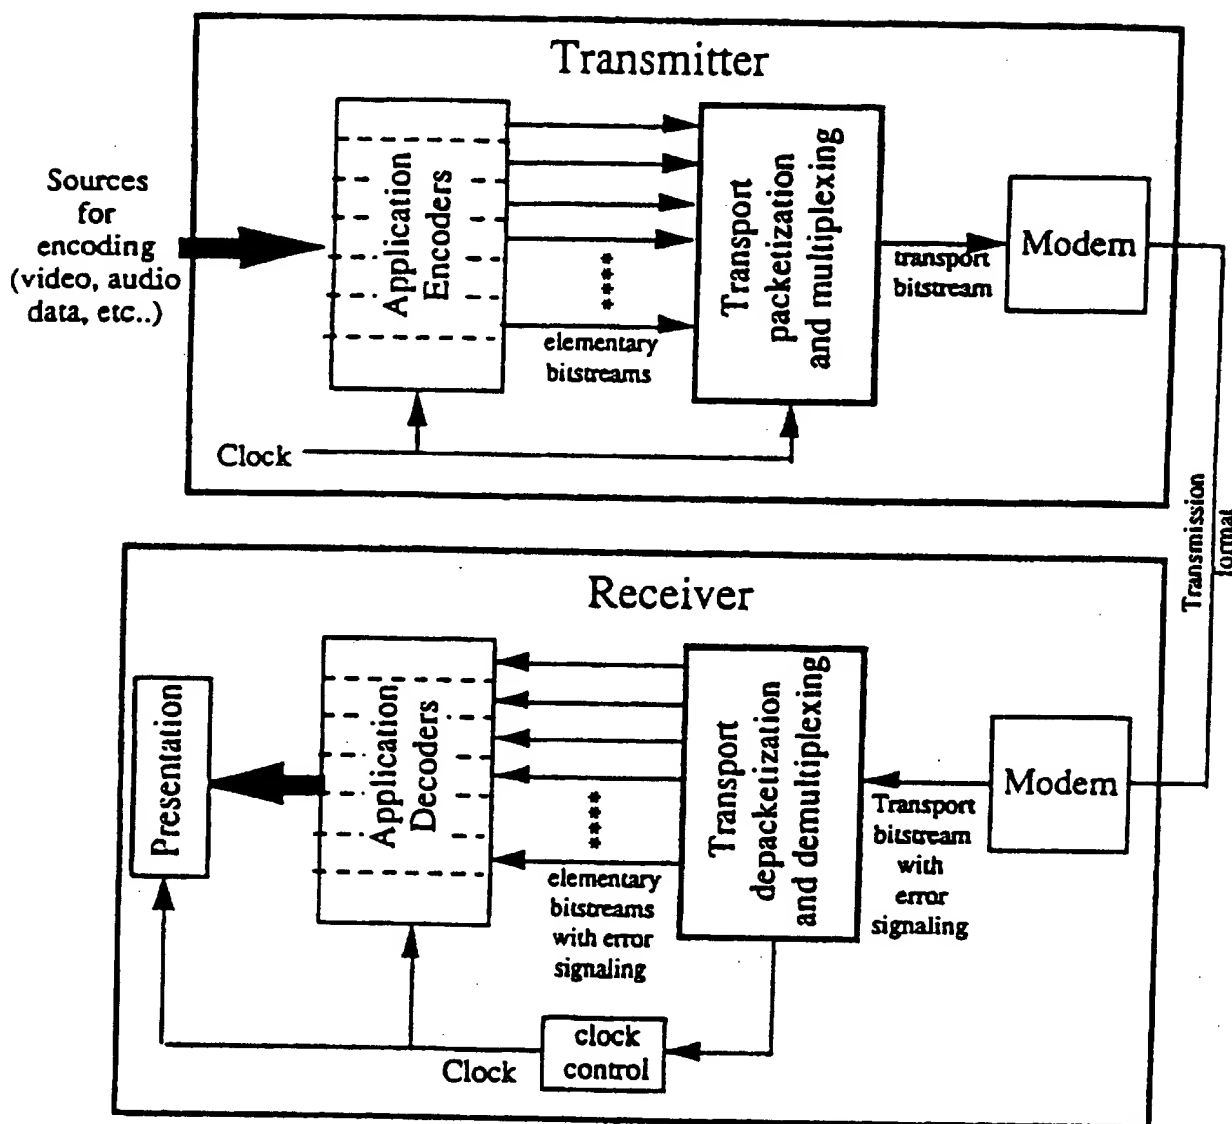 Transmitter
Sources
for
encoding
(video, audio
data, etc..)
Application
Encoders
****
elementary
bitstreams
Transport
packetization
and multiplexing
transport
bitstream
Modem
Clock
Transmission
format
Receiver
Presentation
Application
Decoders
****
elementary
bitstreams
with error
signaling
Transport
depacketization
and demultiplexing
Transport
bitstream
with
error
signaling
Modem
clock
control
Clock